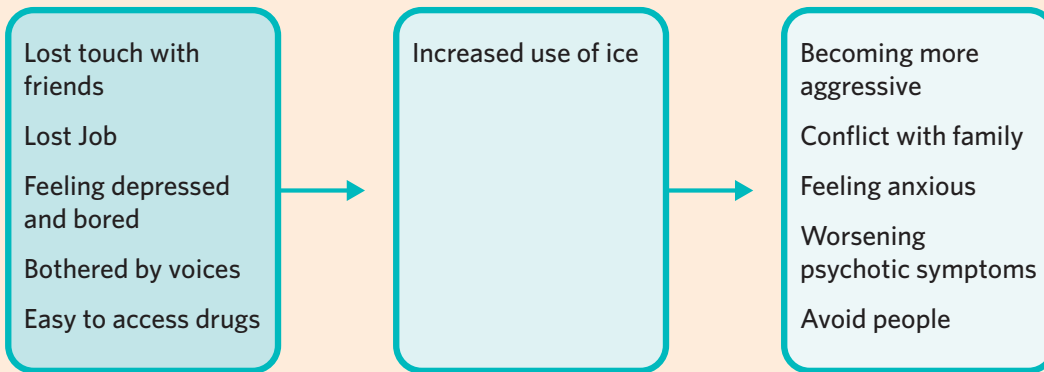 Lost touch with
friends
Lost Job
Feeling depressed
and bored
Bothered by voices
Easy to access drugs
Increased use of ice
Becoming more
aggressive
Conflict with family
Feeling anxious
Worsening
psychotic symptoms
Avoid people